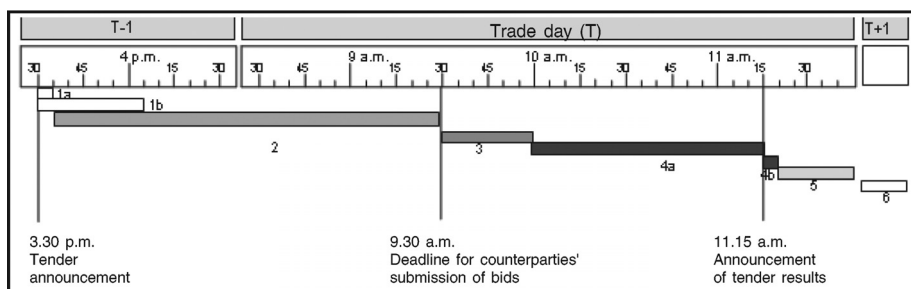 T-1 Trade day (T) T+1
4 p.m. 9 a.m. 10 a.m. 11 a.m.
30 45 15 30 30 45 15 30 45 15 30 45 15 30
1a
1b
2 3 4a 4b 5 6
3.30 p.m.
Tender
announcement
9.30 a.m.
Deadline for counterparties'
submission of bids
11.15 a.m.
Announcement
of tender results